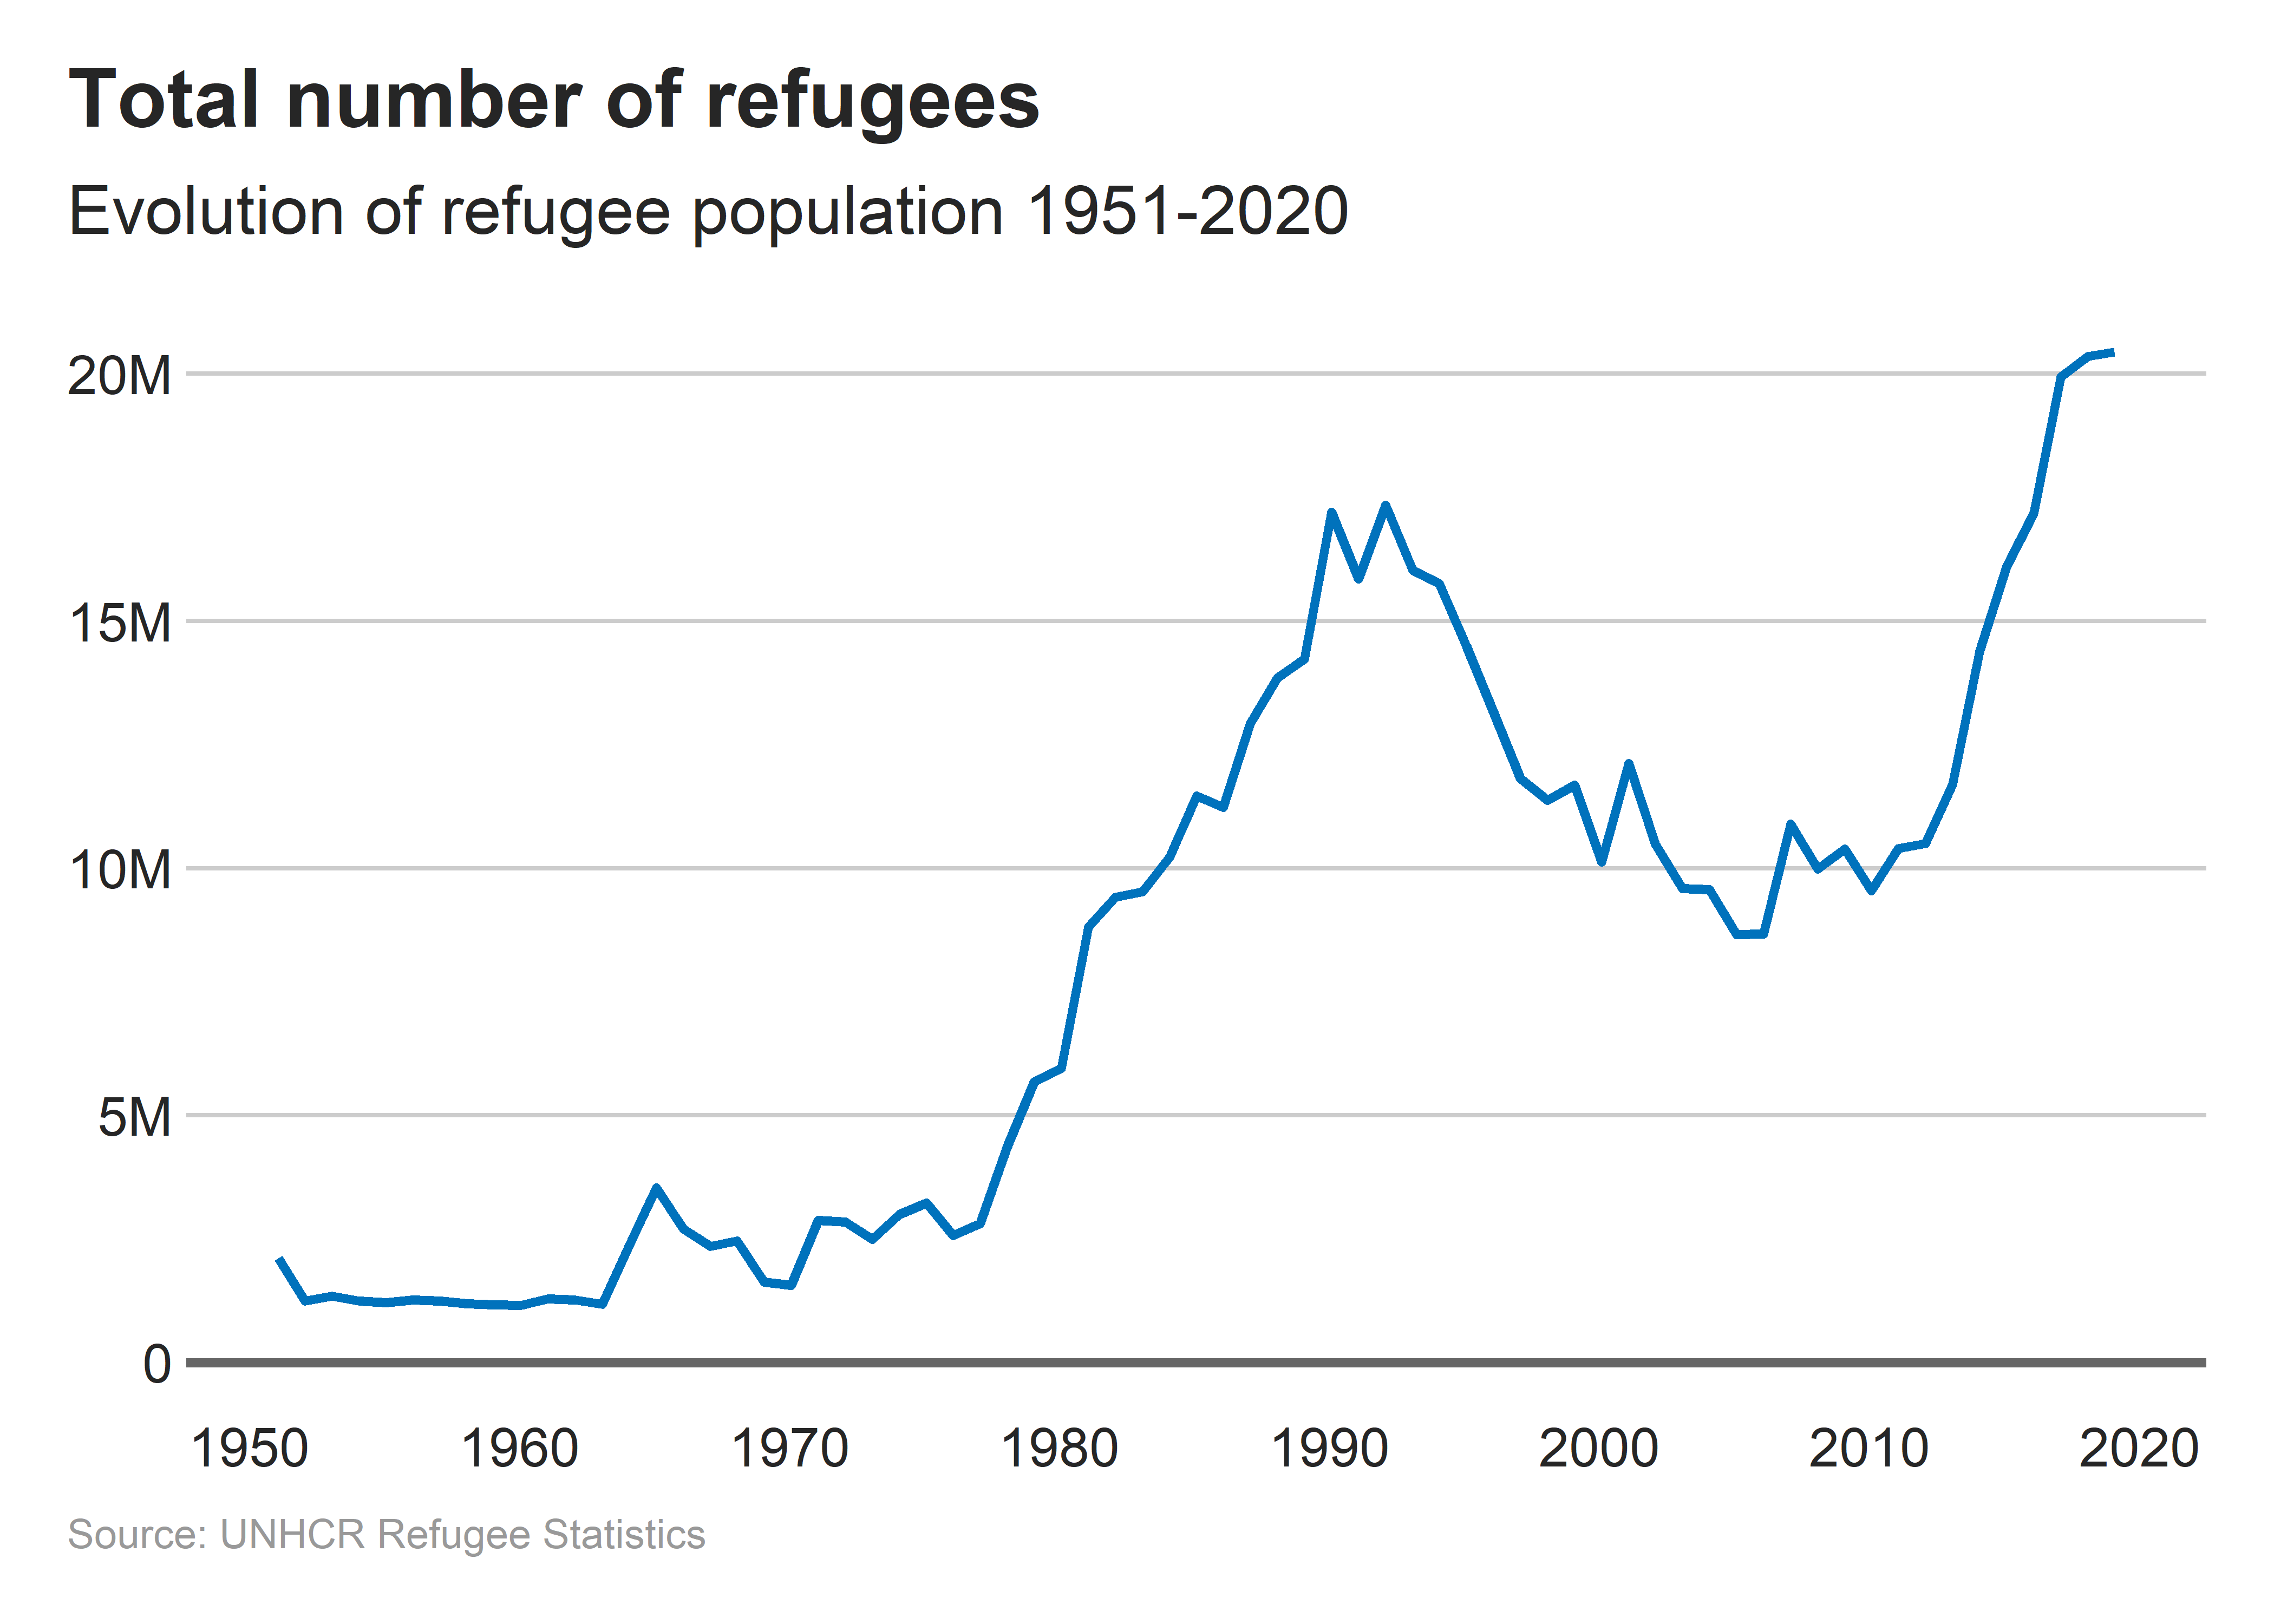 Total number of refugees
Evolution of refugee population 1951-2020
20M
15M
10M
5M
0
1950 1960 1970 1980 1990 2000 2010 2020
Source: UNHCR Refugee Statistics